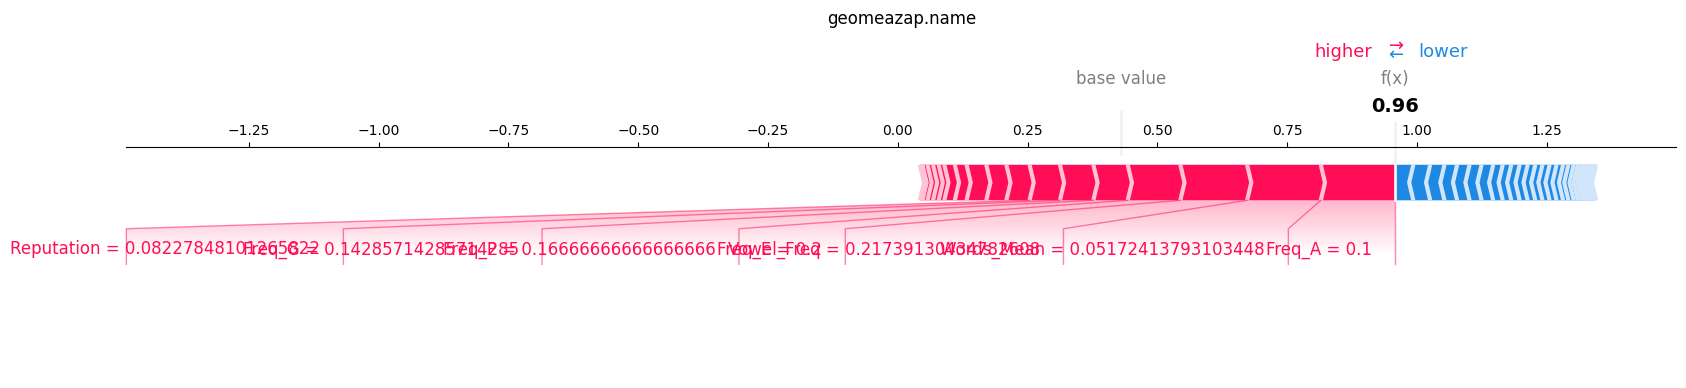 geomeazap.name
higher → ← lower
base value f(x)
0.96
−1.25 −1.00 −0.75 −0.50 −0.25 0.00 0.25 0.50 0.75 1.00 1.25
Reputation = 0.08227848101265822 Freq_G = 0.14285714285714285 Freq_P = 0.16666666666666666 Freq_E = 0.2 Vowel_Freq = 0.21739130434782608 Words_Mean = 0.05172413793103448 Freq_A = 0.1